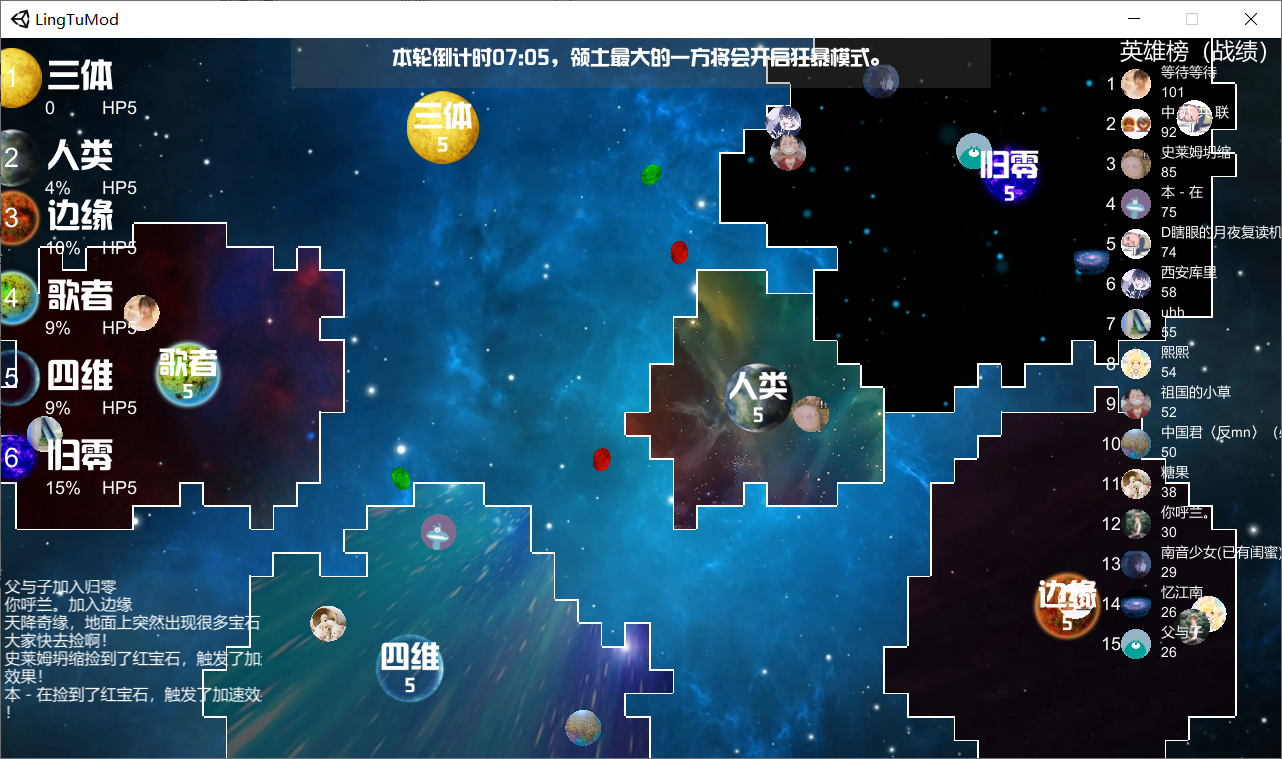 LingTuMod
本轮倒计时07:05，领土最大的一方将会开启狂暴模式。
1
三体
0 HP5
2
人类
4% HP5
3
边缘
10% HP5
4
歌者
9% HP5
5
四维
9% HP5
6
归零
15% HP5
三体
5
归零
5
歌者
5
人类
5
四维
5
边缘
5
英雄榜（战绩）
1 等待等待
101
2
92
3 史莱姆坍缩
85
4 本 - 在
75
5 D瞎眼的月夜复读机
74
6 西安库里
58
7 uhh
55
8 熙熙
54
9 祖国的小草
52
10 中国君（反mn）
50
11 糖果
38
12 你呼兰。
30
13 南音少女(已有闺蜜)
29
14 忆江南
26
15 父与子
26
父与子加入归零
你呼兰。加入边缘
天降奇缘，地面上突然出现很多宝石
大家快去捡啊！
史莱姆坍缩捡到了红宝石，触发了加
效果！
本 - 在捡到了红宝石，触发了加速效
！